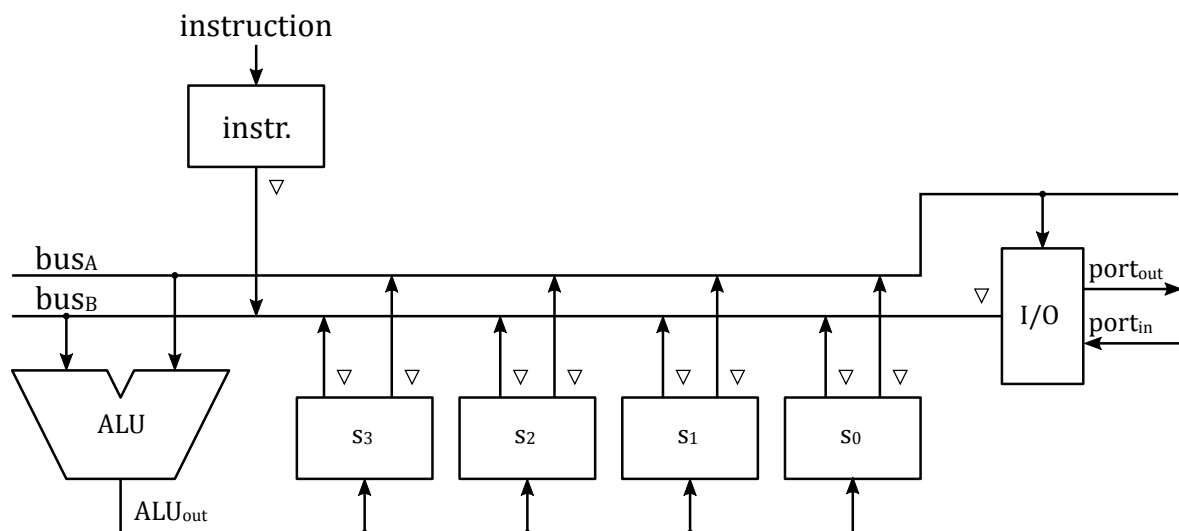 instruction
instr.
busA
busB
portout
portin
I/O
ALU
s3
s2
s1
s0
ALUout